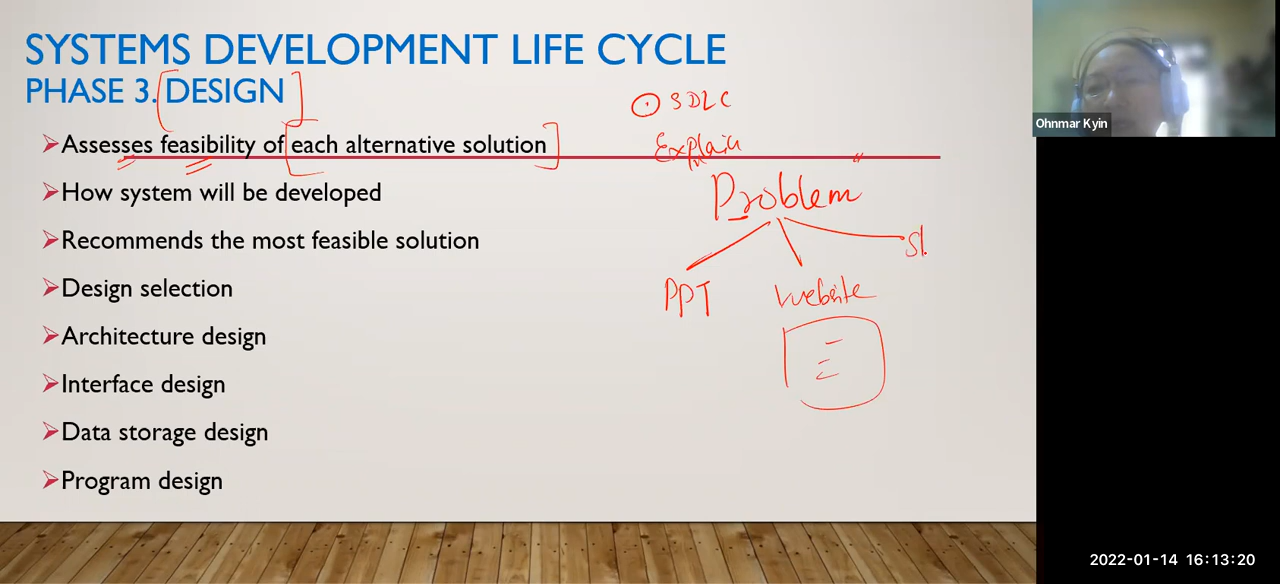 SYSTEMS DEVELOPMENT LIFE CYCLE
PHASE 3. DESIGN
➢Assesses feasibility of each alternative solution
➢How system will be developed
➢Recommends the most feasible solution
➢Design selection
➢Architecture design
➢Interface design
➢Data storage design
➢Program design
SDLC
Explain
Problem
PPT
website
Ohnmar Kyin
2022-01-14 16:13:20